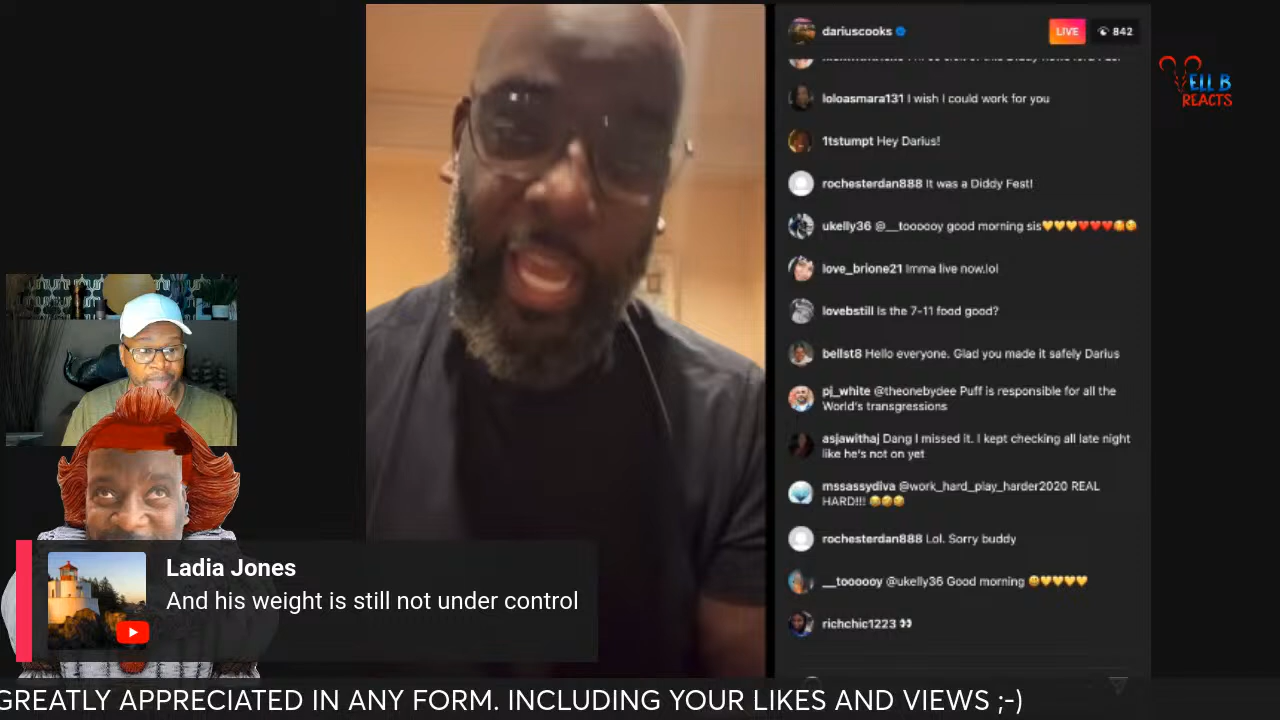 dariuscooks
LIVE
842
VELL B
REACTS
loloasmara131 I wish I could work for you
1tstumpt Hey Darius!
rochesterdan888 It was a Diddy Fest!
ukelly36 @__toooooy good morning sis💛💛💛❤️❤️❤️🥰😘
love_brione21 Imma live now.lol
lovebstill Is the 7-11 food good?
bellst8 Hello everyone. Glad you made it safely Darius
pj_white @theonebydee Puff is responsible for all the
World's transgressions
asjawithaj Dang I missed it. I kept checking all late night
like he's not on yet
mssassydiva @work_hard_play_harder2020 REAL
HARD!!! 😂🤣🤣
rochesterdan888 Lol. Sorry buddy
__toooooy @ukelly36 Good morning 😀💛💛💛💛
richchic1223 👀
Ladia Jones
And his weight is still not under control
GREATLY APPRECIATED IN ANY FORM. INCLUDING YOUR LIKES AND VIEWS ;-)